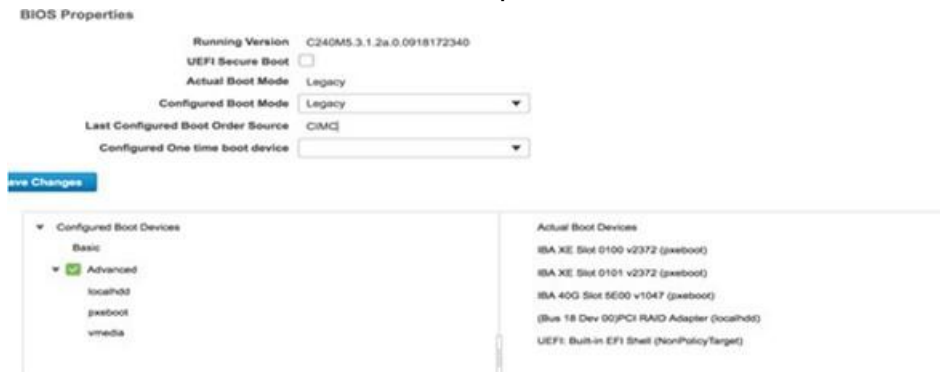 BIOS Properties
Running Version C240M5.3.1.2a.0.0918172340
UEFI Secure Boot
Actual Boot Mode Legacy
Configured Boot Mode Legacy
Last Configured Boot Order Source CIMC
Configured One time boot device
ave Changes
Configured Boot Devices
Basic
Advanced
localhdd
pxeboot
vmedia
Actual Boot Devices
IBA XE Slot 0100 v2372 (pxeboot)
IBA XE Slot 0101 v2372 (pxeboot)
IBA 40G Slot 5E00 v1047 (pxeboot)
(Bus 18 Dev 00)PCI RAID Adapter (localhdd)
UEFI: Built-in EFI Shell (NonPolicyTarget)